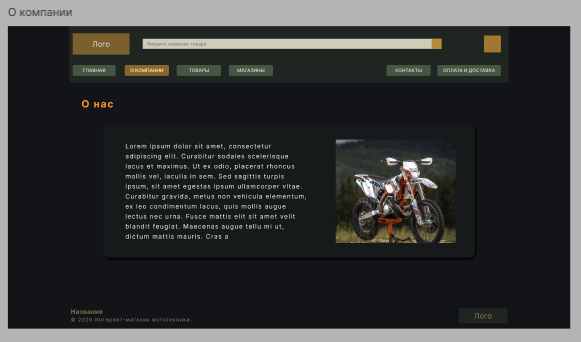 О компании
Лого
Введите название товара
ГЛАВНАЯ
О КОМПАНИИ
ТОВАРЫ
МАГАЗИНЫ
КОНТАКТЫ
ОПЛАТА И ДОСТАВКА
О нас
Lorem ipsum dolor sit amet, consectetur
adipiscing elit. Curabitur sodales scelerisque
lacus et maximus. Ut ex odio, placerat rhoncus
mollis vel, iaculis in sem. Sed sagittis turpis
ipsum, sit amet egestas ipsum ullamcorper vitae.
Curabitur gravida, metus non vehicula elementum,
ex leo condimentum lacus, quis mollis augue
lectus nec urna. Fusce mattis elit sit amet velit
blandit feugiat. Maecenas augue tellu mi ut,
dictum mattis mauris. Cras a
Название
© 2026 Интернет-магазин мототехники.
Лого